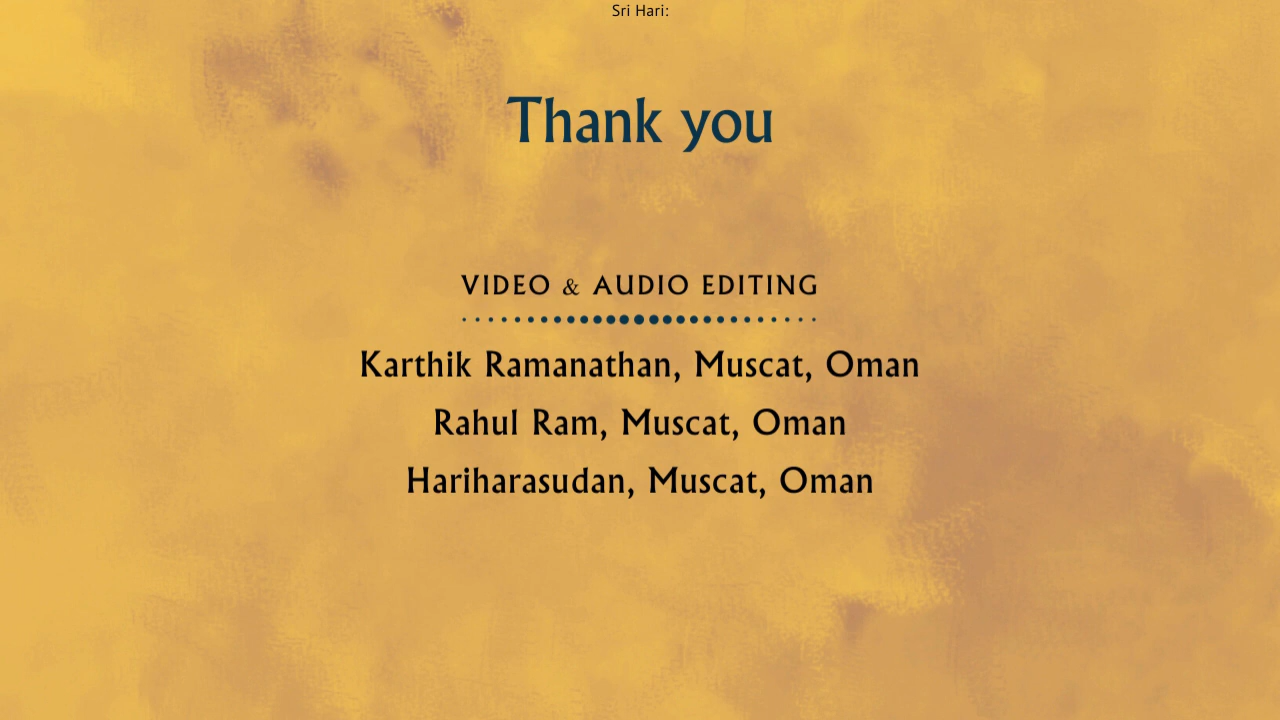 Sri Hari:
Thank you
VIDEO & AUDIO EDITING
Karthik Ramanathan, Muscat, Oman
Rahul Ram, Muscat, Oman
Hariharasudan, Muscat, Oman